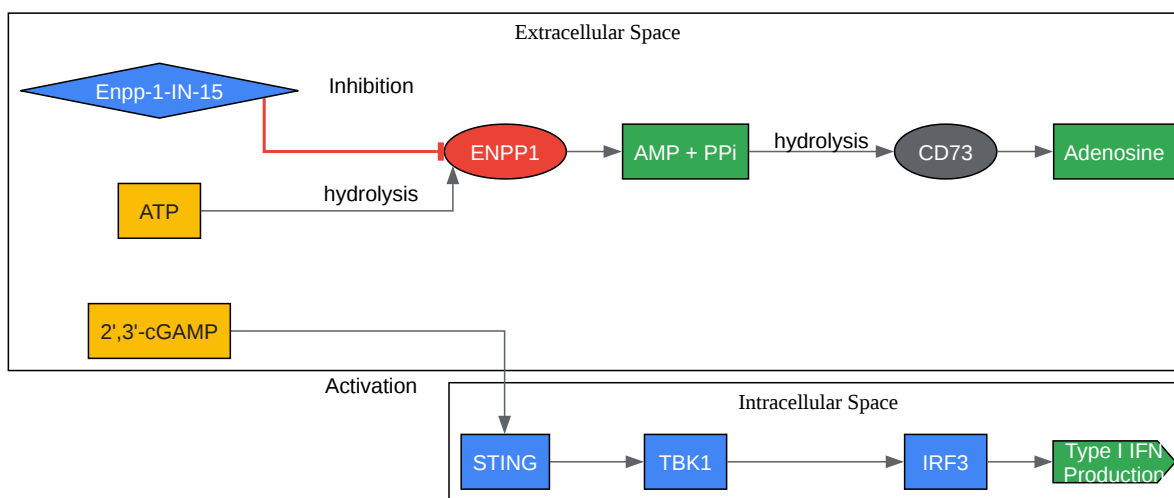 Extracellular Space
Enpp-1-IN-15
Inhibition
ENPP1
AMP + PPi
hydrolysis
CD73
Adenosine
ATP
hydrolysis
2',3'-cGAMP
Activation
Intracellular Space
STING
TBK1
IRF3
Type I IFN
Production